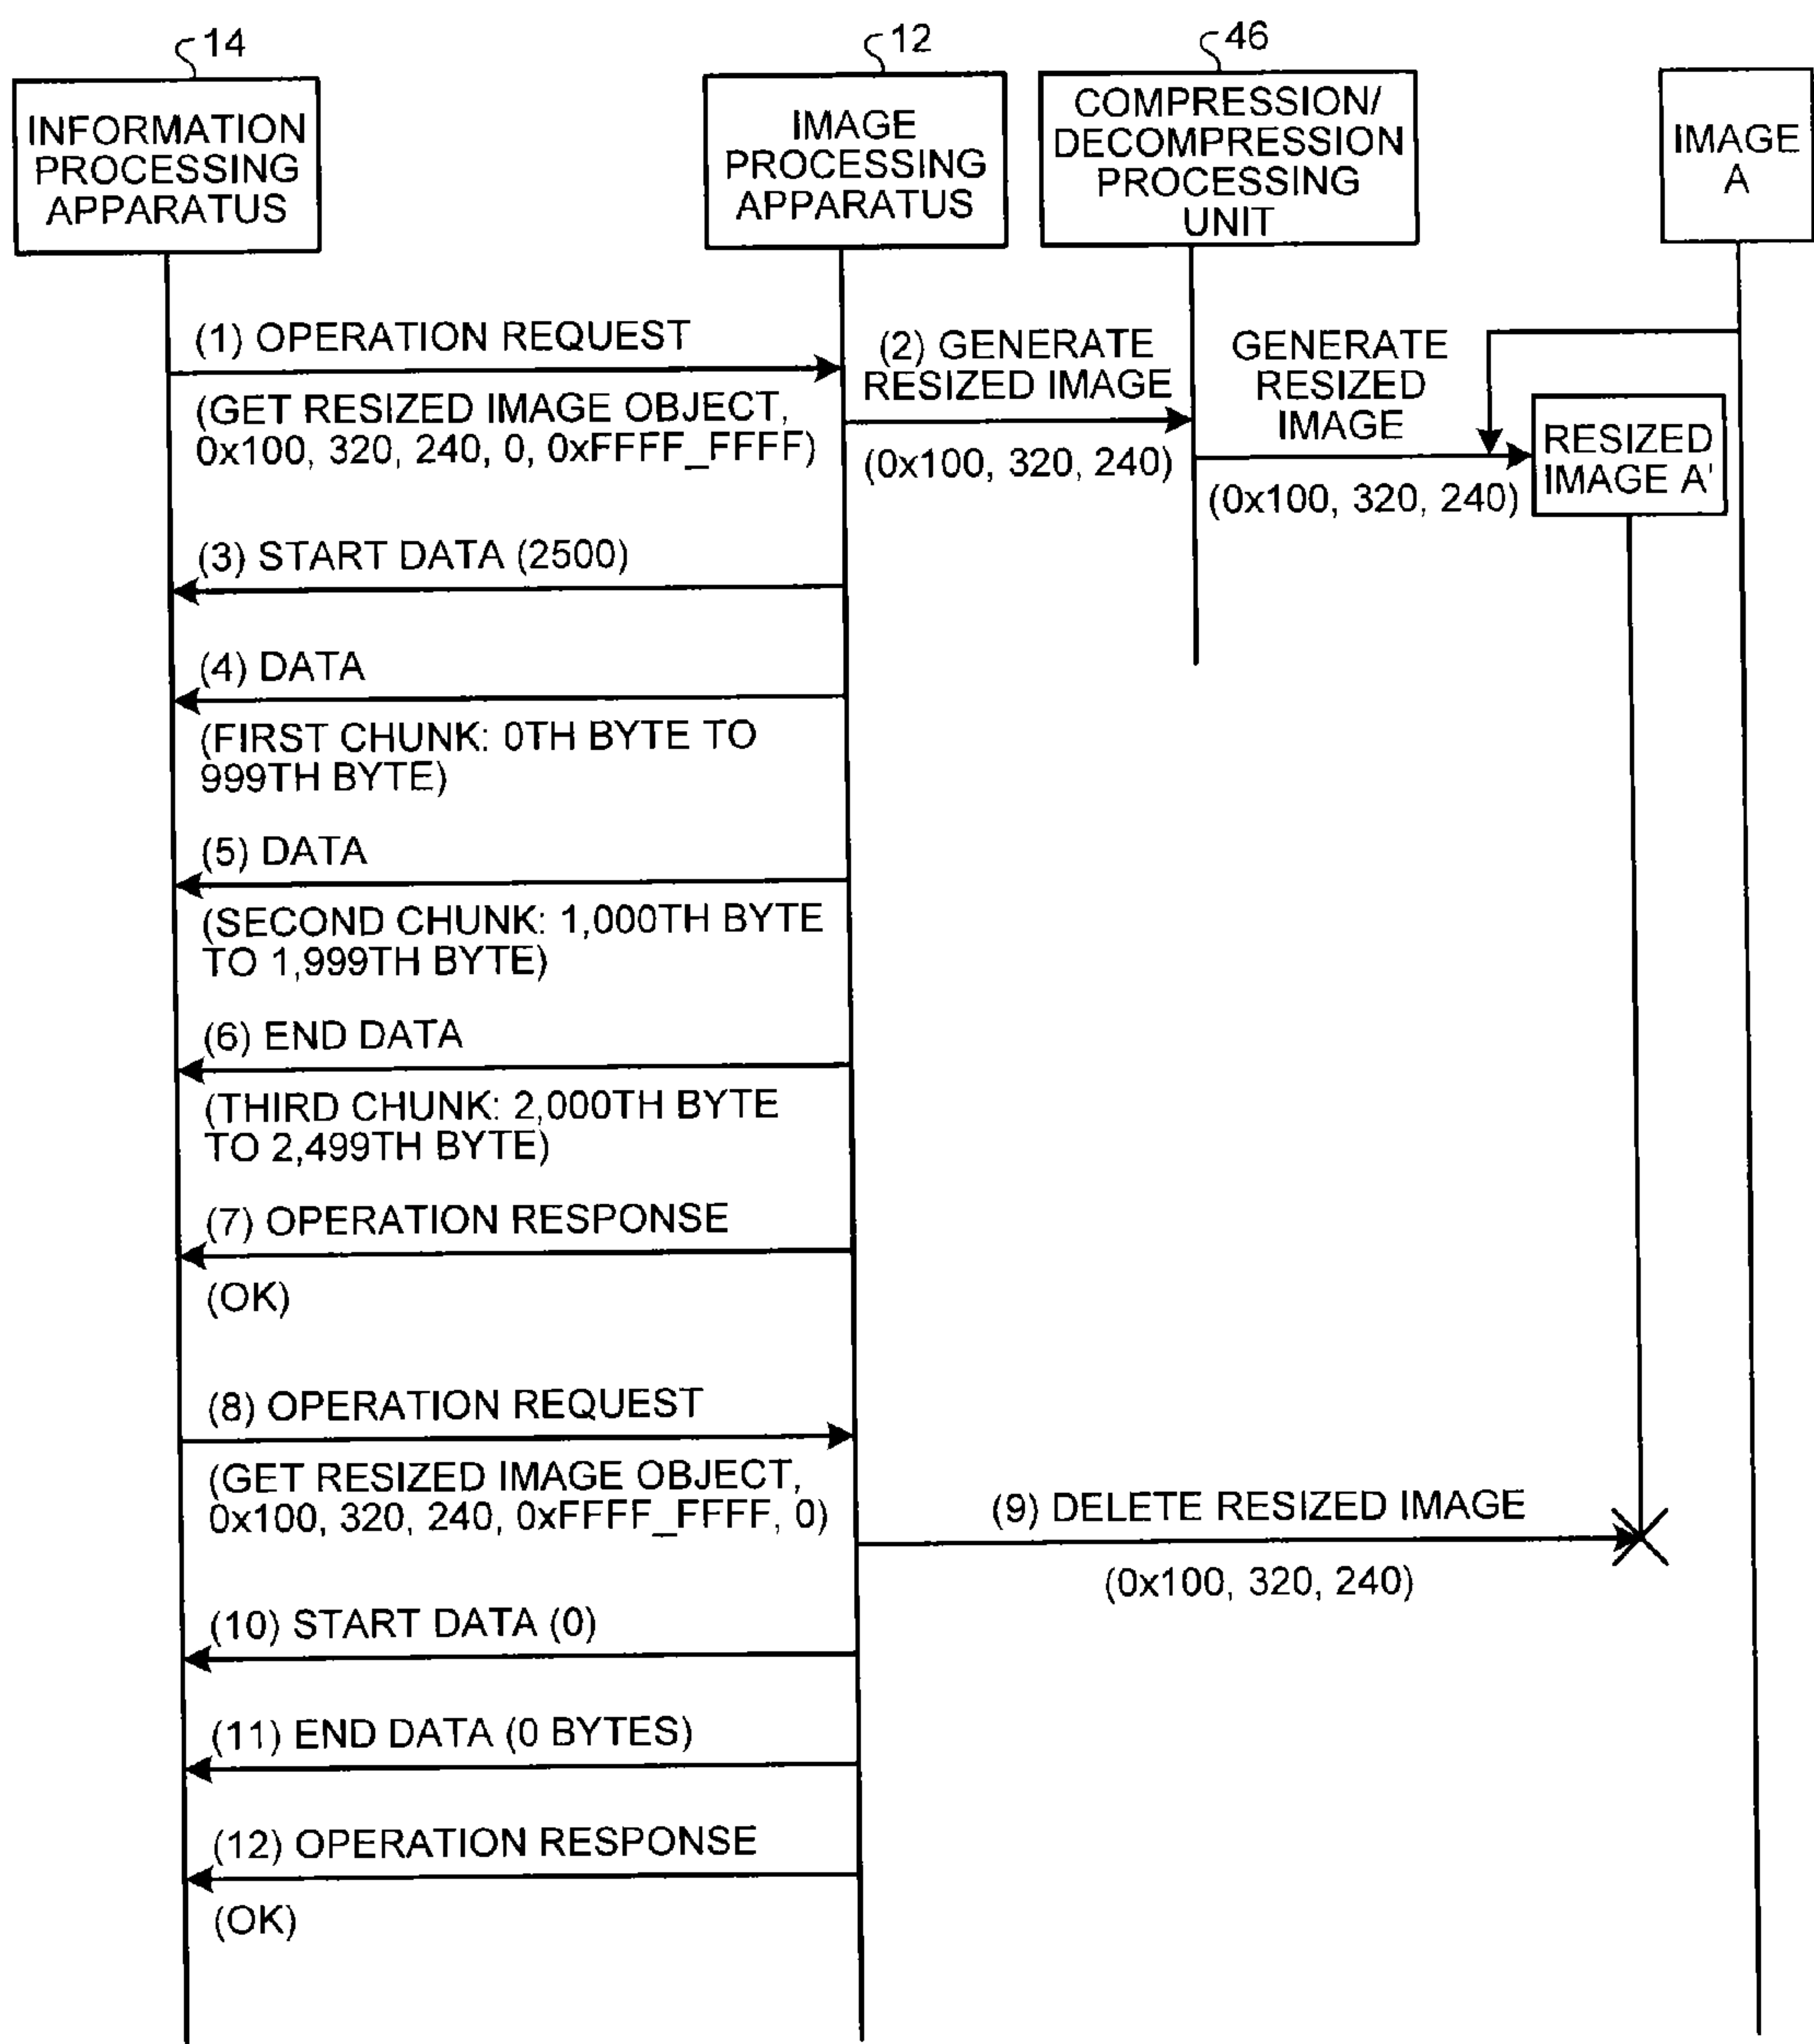 14
12
46
INFORMATION
PROCESSING
APPARATUS
IMAGE
PROCESSING
APPARATUS
COMPRESSION/
DECOMPRESSION
PROCESSING
UNIT
IMAGE
A
(1) OPERATION REQUEST
(GET RESIZED IMAGE OBJECT,
0x100, 320, 240, 0, 0xFFFF_FFFF)
(2) GENERATE
RESIZED IMAGE
(0x100, 320, 240)
GENERATE
RESIZED
IMAGE
(0x100, 320, 240)
RESIZED
IMAGE A'
(3) START DATA (2500)
(4) DATA
(FIRST CHUNK: 0TH BYTE TO
999TH BYTE)
(5) DATA
(SECOND CHUNK: 1,000TH BYTE
TO 1,999TH BYTE)
(6) END DATA
(THIRD CHUNK: 2,000TH BYTE
TO 2,499TH BYTE)
(7) OPERATION RESPONSE
(OK)
(8) OPERATION REQUEST
(GET RESIZED IMAGE OBJECT,
0x100, 320, 240, 0xFFFF_FFFF, 0)
(9) DELETE RESIZED IMAGE
(0x100, 320, 240)
(10) START DATA (0)
(11) END DATA (0 BYTES)
(12) OPERATION RESPONSE
(OK)